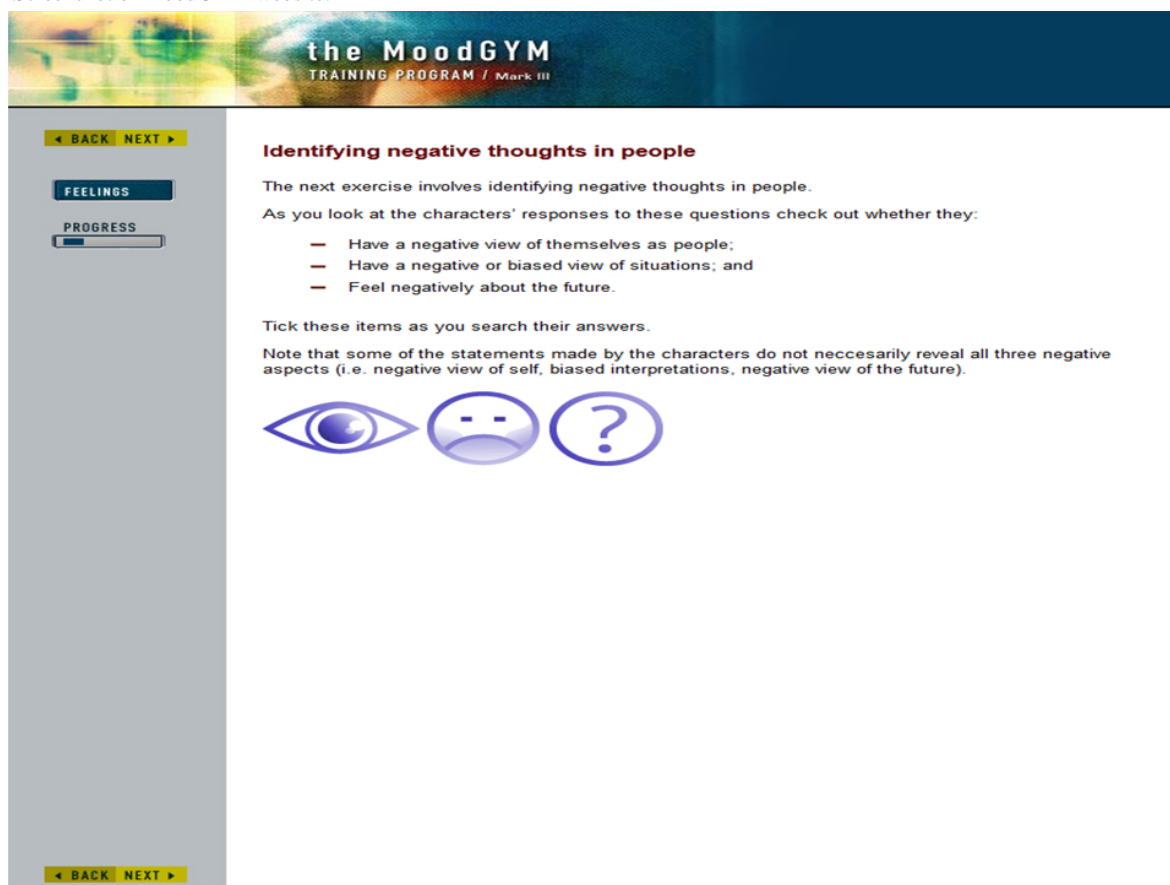 the MoodGYM
TRAINING PROGRAM / Mark III
◄ BACK NEXT ►
FEELINGS
PROGRESS
Identifying negative thoughts in people
The next exercise involves identifying negative thoughts in people.
As you look at the characters' responses to these questions check out whether they:
— Have a negative view of themselves as people;
— Have a negative or biased view of situations; and
— Feel negatively about the future.
Tick these items as you search their answers.
Note that some of the statements made by the characters do not neccesarily reveal all three negative
aspects (i.e. negative view of self, biased interpretations, negative view of the future).
?
◄ BACK NEXT ►